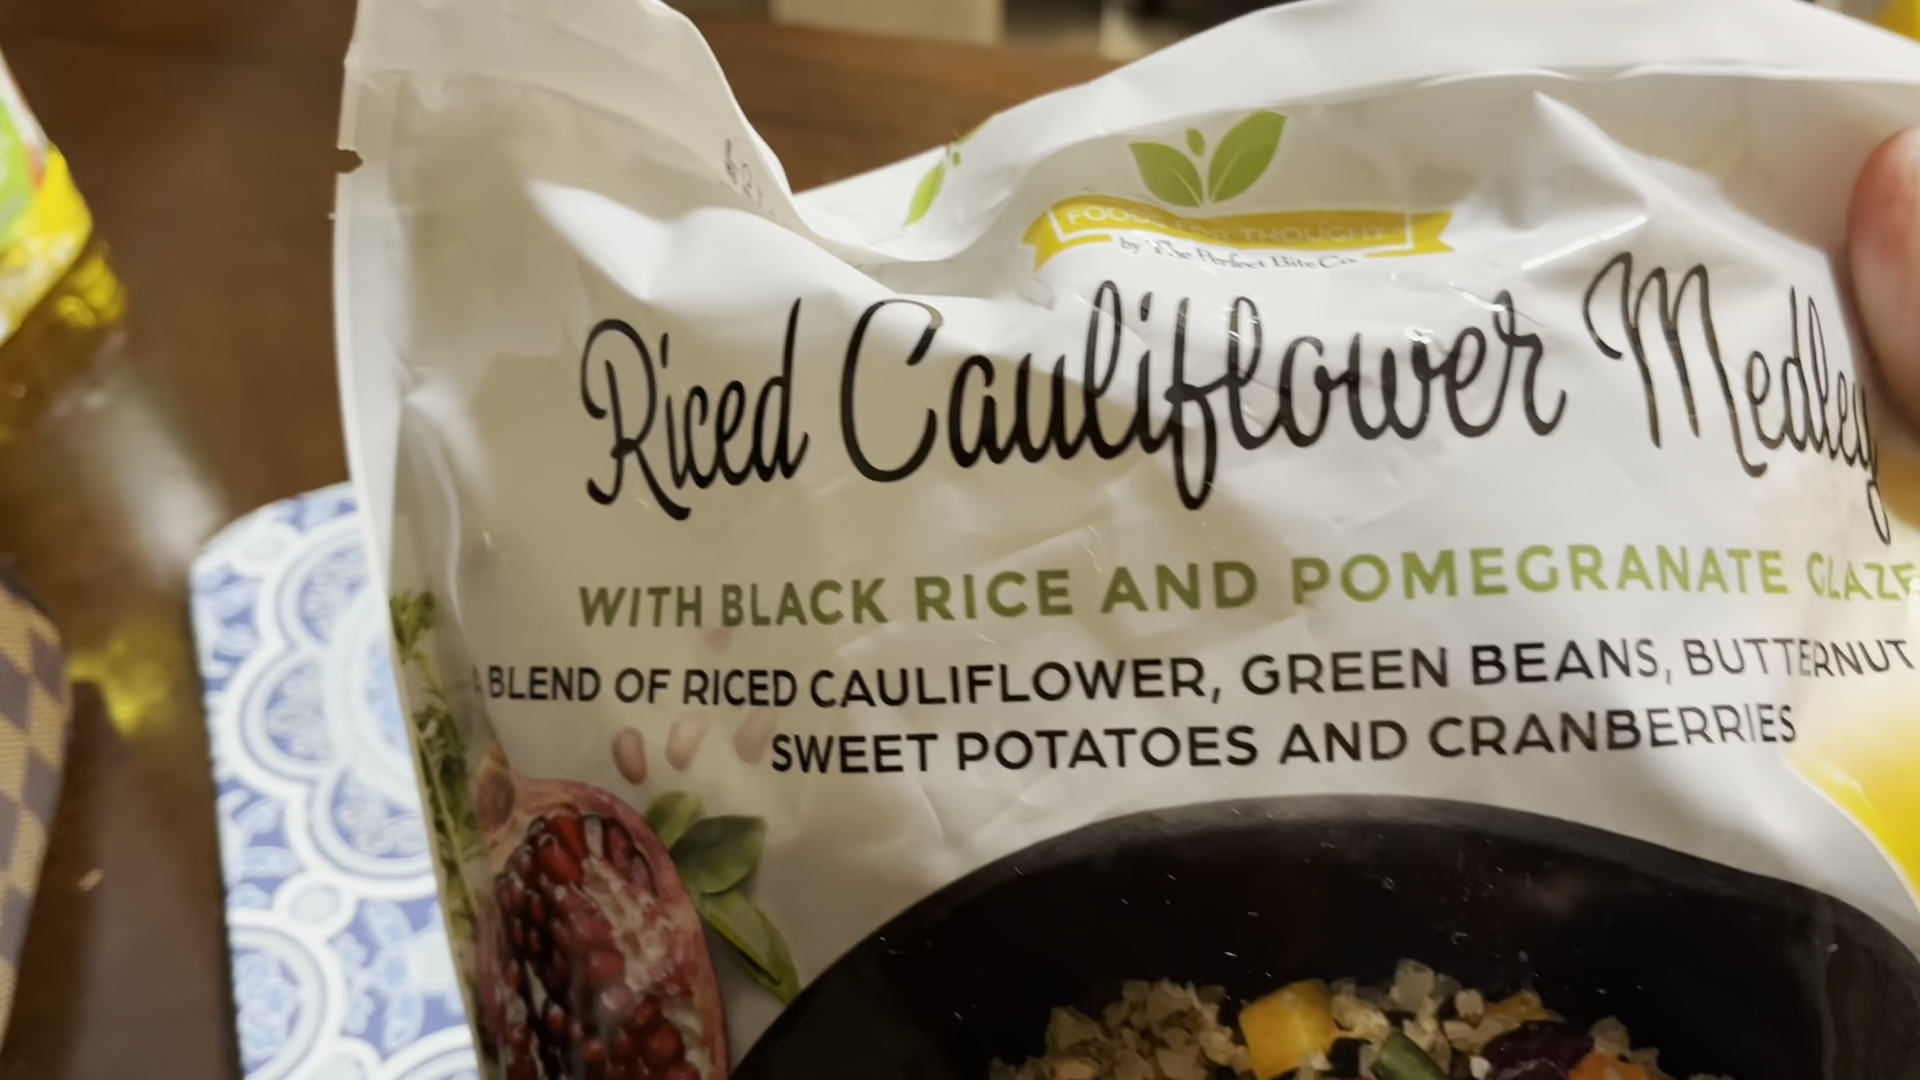 FOODS FOR THOUGHT
by The Perfect Bite Co.
Riced Cauliflower Medley
WITH BLACK RICE AND POMEGRANATE GLAZE
A BLEND OF RICED CAULIFLOWER, GREEN BEANS, BUTTERNUT
SWEET POTATOES AND CRANBERRIES